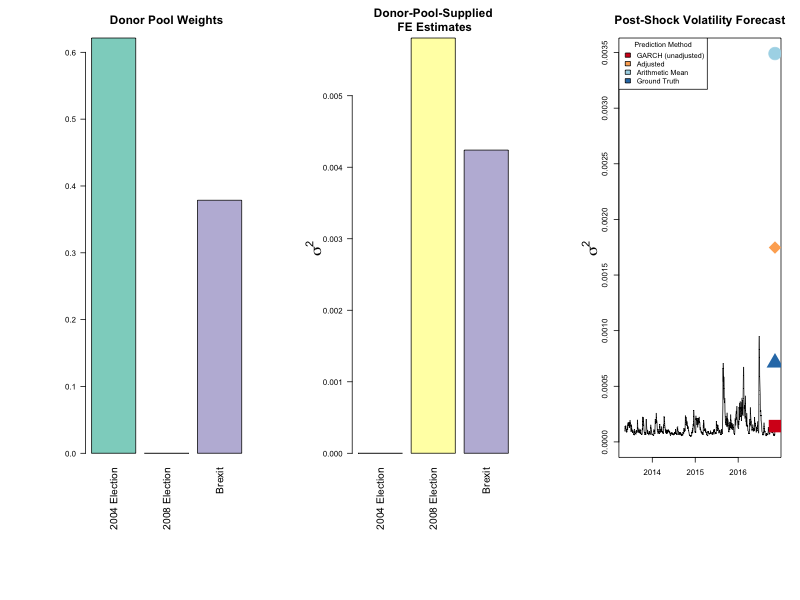 Donor Pool Weights
0.6
0.5
0.4
0.3
0.2
0.1
0.0
2004 Election
2008 Election
Brexit
Donor-Pool-Supplied
FE Estimates
σ2
0.005
0.004
0.003
0.002
0.001
0.000
2004 Election
2008 Election
Brexit
Post-Shock Volatility Forecast
σ2
0.0035
0.0030
0.0025
0.0020
0.0015
0.0010
0.0005
0.0000
Prediction Method
GARCH (unadjusted)
Adjusted
Arithmetic Mean
Ground Truth
2014
2015
2016